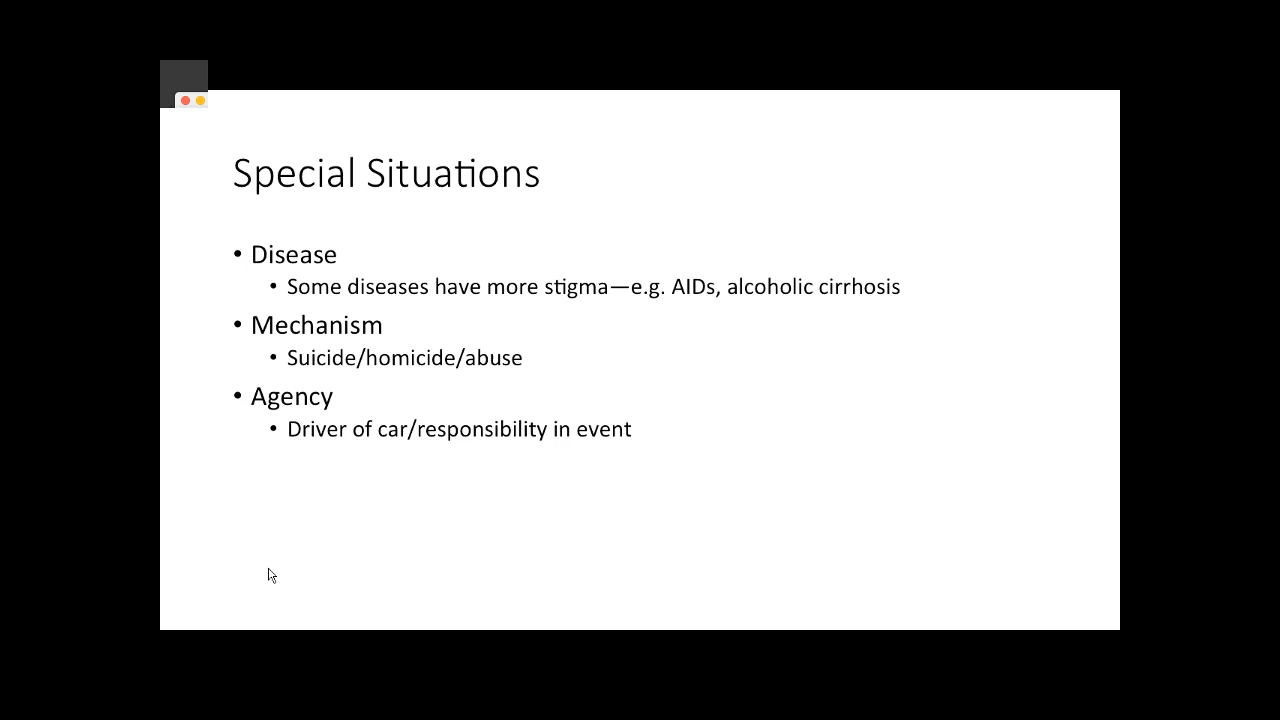 Special Situations
• Disease
• Some diseases have more stigma—e.g. AIDs, alcoholic cirrhosis
• Mechanism
• Suicide/homicide/abuse
• Agency
• Driver of car/responsibility in event